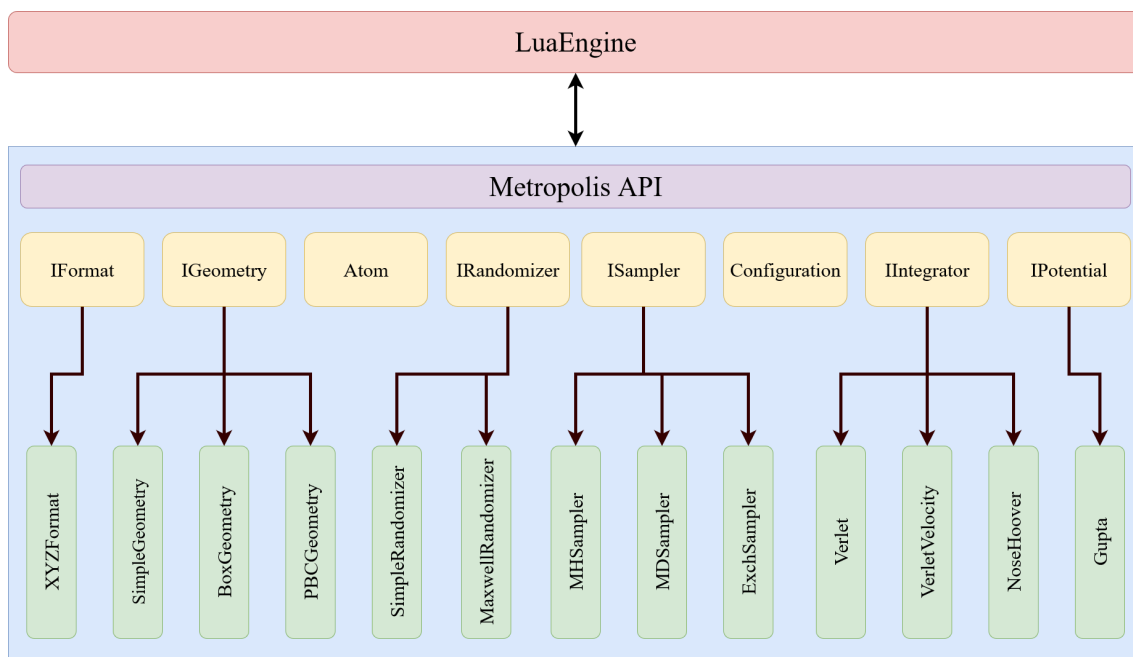 LuaEngine
Metropolis API
IFormat
IGeometry
Atom
IRandomizer
ISampler
Configuration
IIntegrator
IPotential
XYZFormat
SimpleGeometry
BoxGeometry
PBCGeometry
SimpleRandomizer
MaxwellRandomizer
MHSampler
MDSampler
ExchSampler
Verlet
VerletVelocity
NoseHoover
Gupta